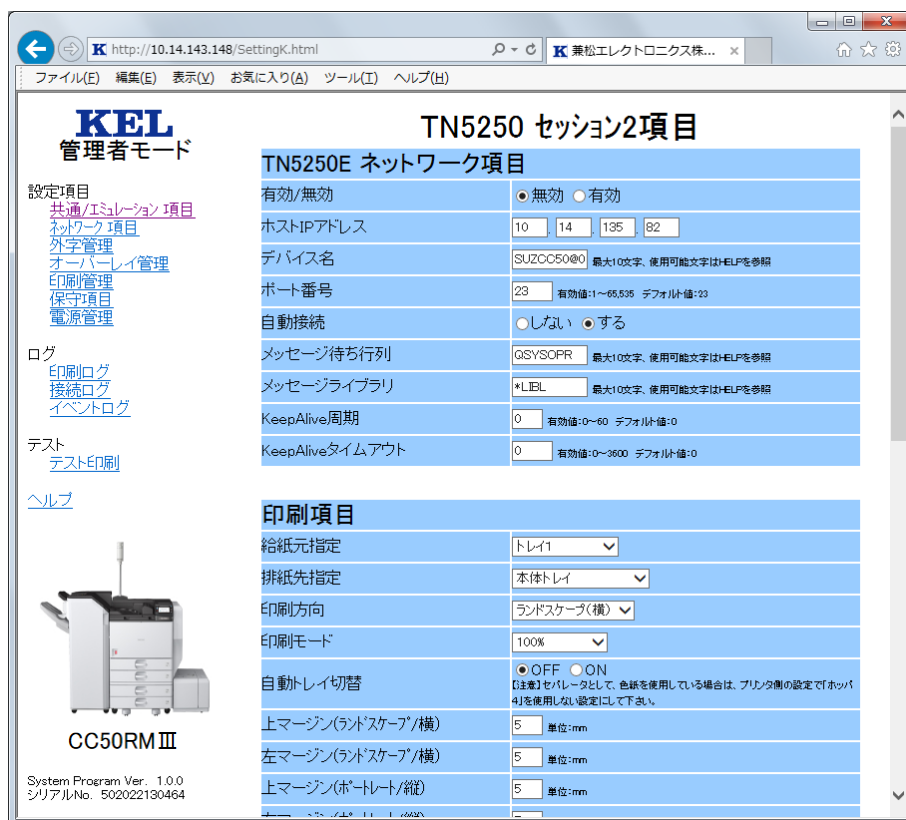 http://10.14.143.148/SettingK.html
兼松エレクトロニクス株...
ファイル(F) 編集(E) 表示(V) お気に入り(A) ツール(T) ヘルプ(H)
KEL
管理者モード
設定項目
共通/エミュレーション 項目
ネットワーク 項目
外字管理
オーバーレイ管理
印刷管理
保守項目
電源管理
ログ
印刷ログ
接続ログ
イベントログ
テスト
テスト印刷
ヘルプ
CC50RMⅢ
System Program Ver. 1.0.0
シリアルNo. 502022130464
TN5250 セッション2項目
TN5250E ネットワーク項目
有効/無効 無効 有効
ホストIPアドレス 10 . 14 . 135 . 82
デバイス名 SUZCC50@0 最大10文字、使用可能文字はHELPを参照
ポート番号 23 有効値:1～65,535 デフォルト値:23
自動接続 しない する
メッセージ待ち行列 QSYSOPR 最大10文字、使用可能文字はHELPを参照
メッセージライブラリ *LIBL 最大10文字、使用可能文字はHELPを参照
KeepAlive周期 0 有効値:0～60 デフォルト値:0
KeepAliveタイムアウト 0 有効値:0～3600 デフォルト値:0
印刷項目
給紙元指定 トレイ1
排紙先指定 本体トレイ
印刷方向 ランドスケープ(横)
印刷モード 100%
自動トレイ切替 OFF ON
【注意】セパレータとして、色紙を使用している場合は、プリンタ側の設定で「ホッパ
4」を使用しない設定にして下さい。
上マージン(ランドスケープ/横) 5 単位:mm
左マージン(ランドスケープ/横) 5 単位:mm
上マージン(ポートレート/縦) 5 単位:mm